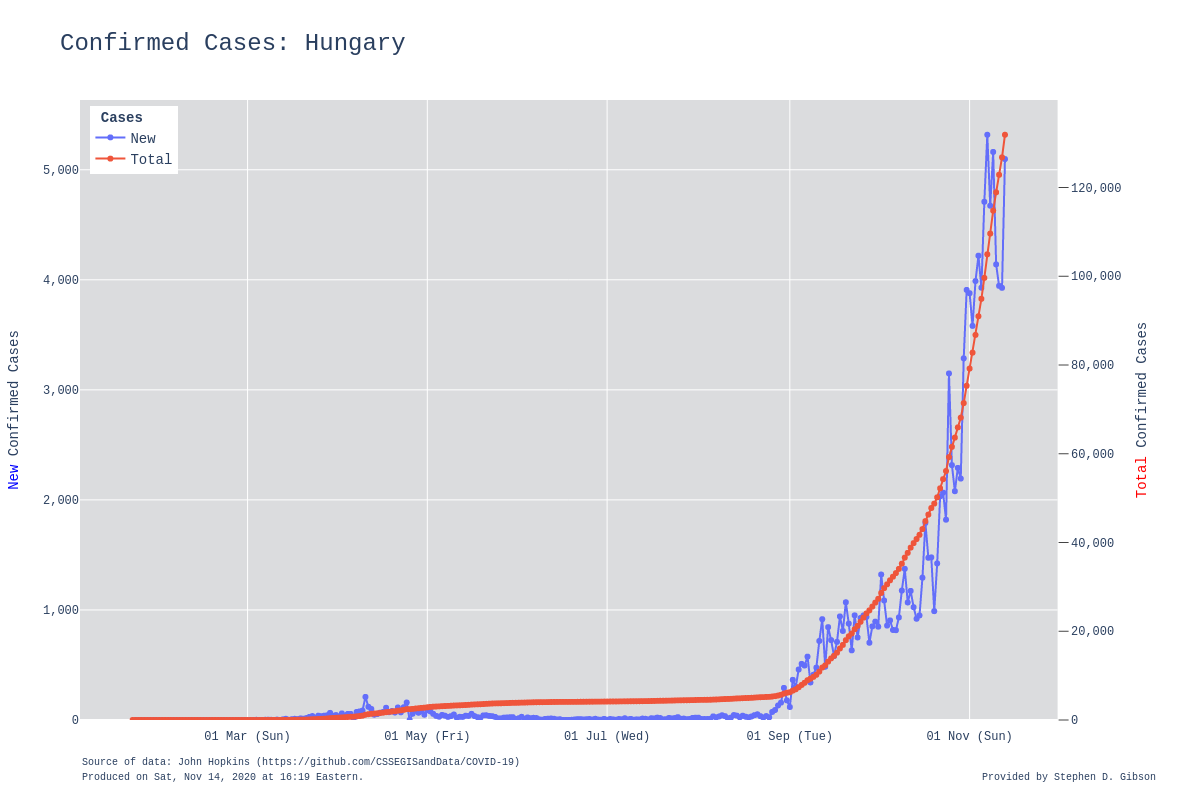 Confirmed Cases: Hungary
Cases
New
Total
5,000
4,000
3,000
2,000
1,000
0
120,000
100,000
80,000
60,000
40,000
20,000
0
New Confirmed Cases
Total Confirmed Cases
01 Mar (Sun)
01 May (Fri)
01 Jul (Wed)
01 Sep (Tue)
01 Nov (Sun)
Source of data: John Hopkins (https://github.com/CSSEGISandData/COVID-19)
Produced on Sat, Nov 14, 2020 at 16:19 Eastern.
Provided by Stephen D. Gibson